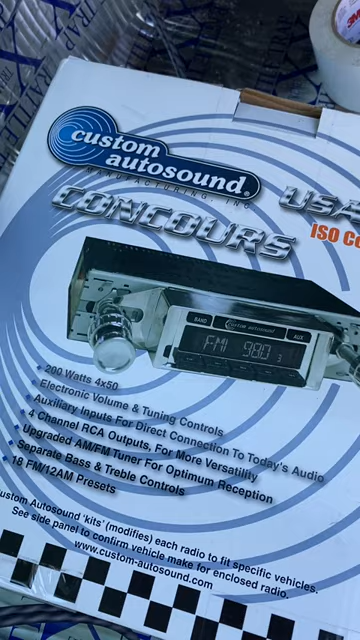 custom
autosound®
MANUFACTURING, INC
CONCOURS
USA
ISO Co
BAND
custom autosound
AUX
FM 98.0 3
• 200 Watts 4x50
• Electronic Volume & Tuning Controls
• Auxiliary Inputs For Direct Connection To Today's Audio
• 4 Channel RCA Outputs, For More Versatility
• Upgraded AM/FM Tuner For Optimum Reception
• Separate Bass & Treble Controls
• 18 FM/12AM Presets
ustom Autosound 'kits' (modifies) each radio to fit specific vehicles.
See side panel to confirm vehicle make for enclosed radio.
www.custom-autosound.com